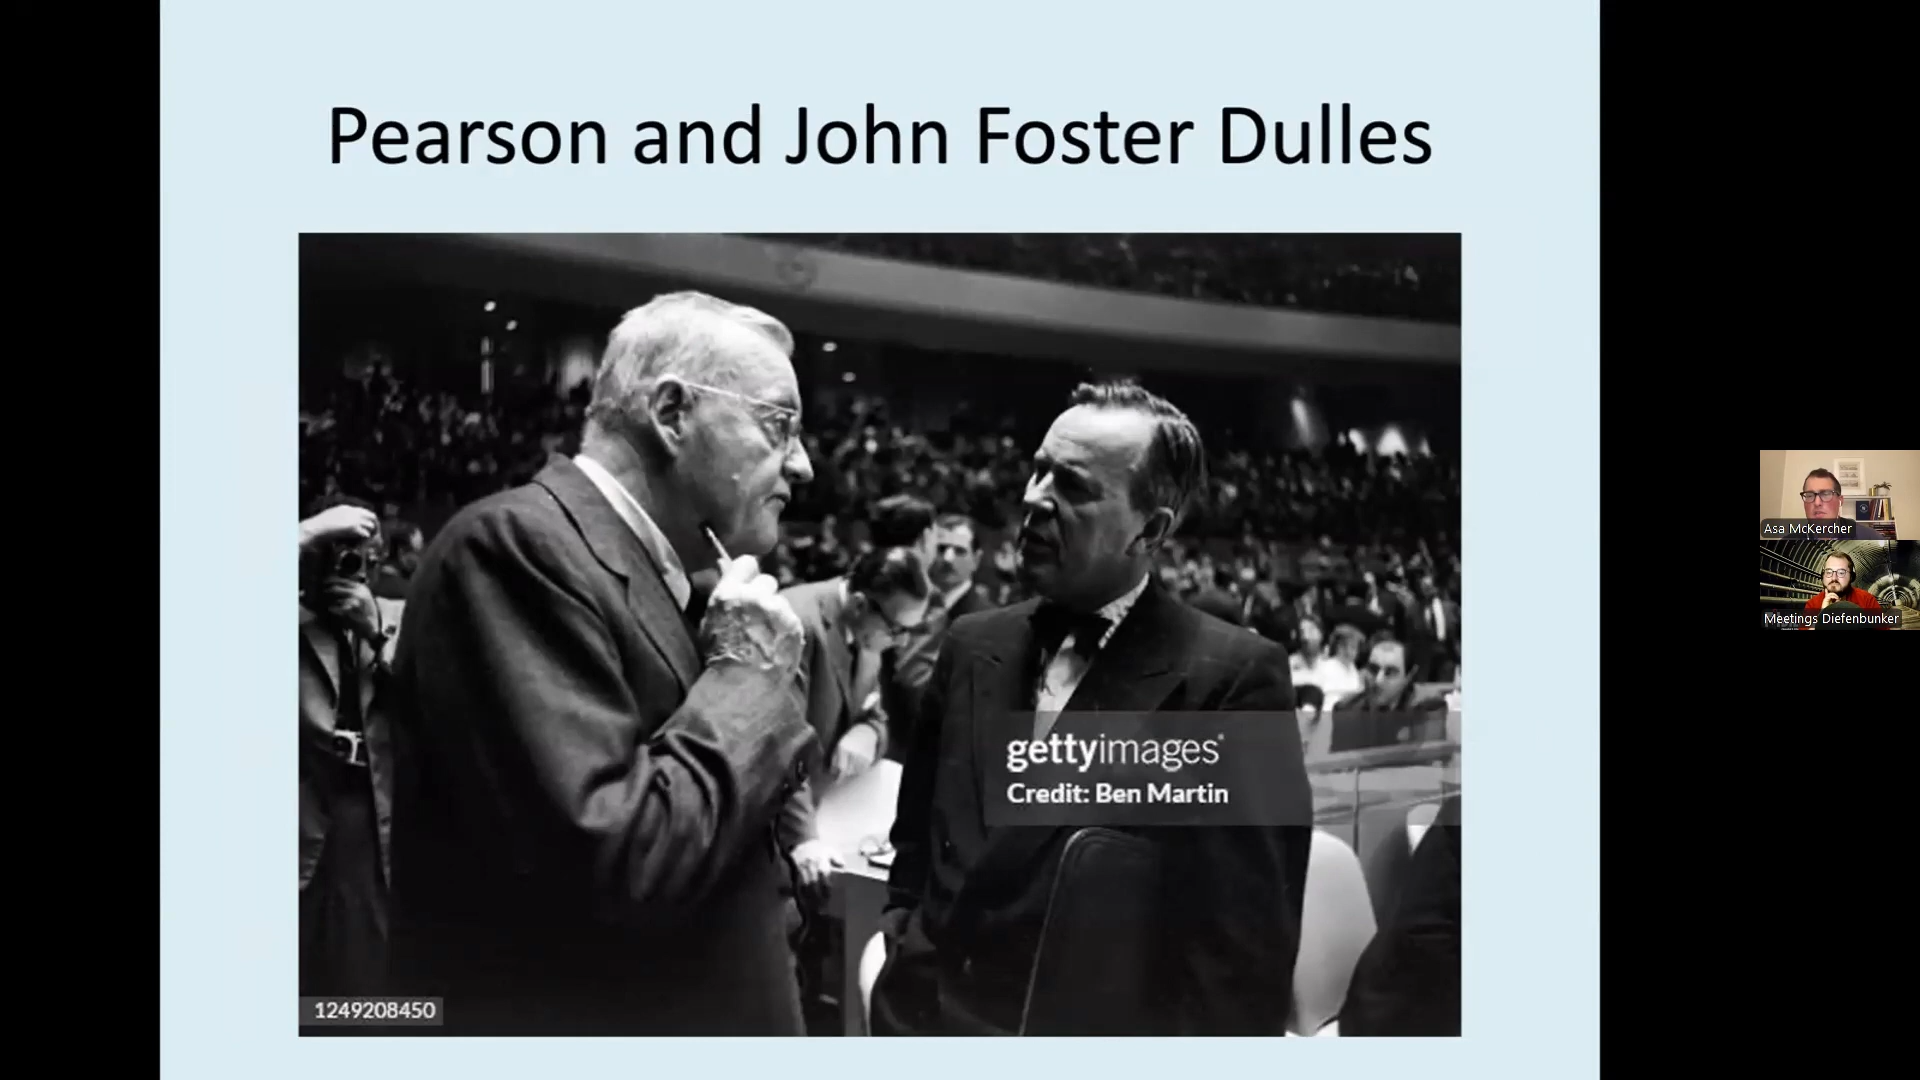 Pearson and John Foster Dulles
gettyimages
Credit: Ben Martin
1249208450
Asa McKercher
Meetings Diefenbunker